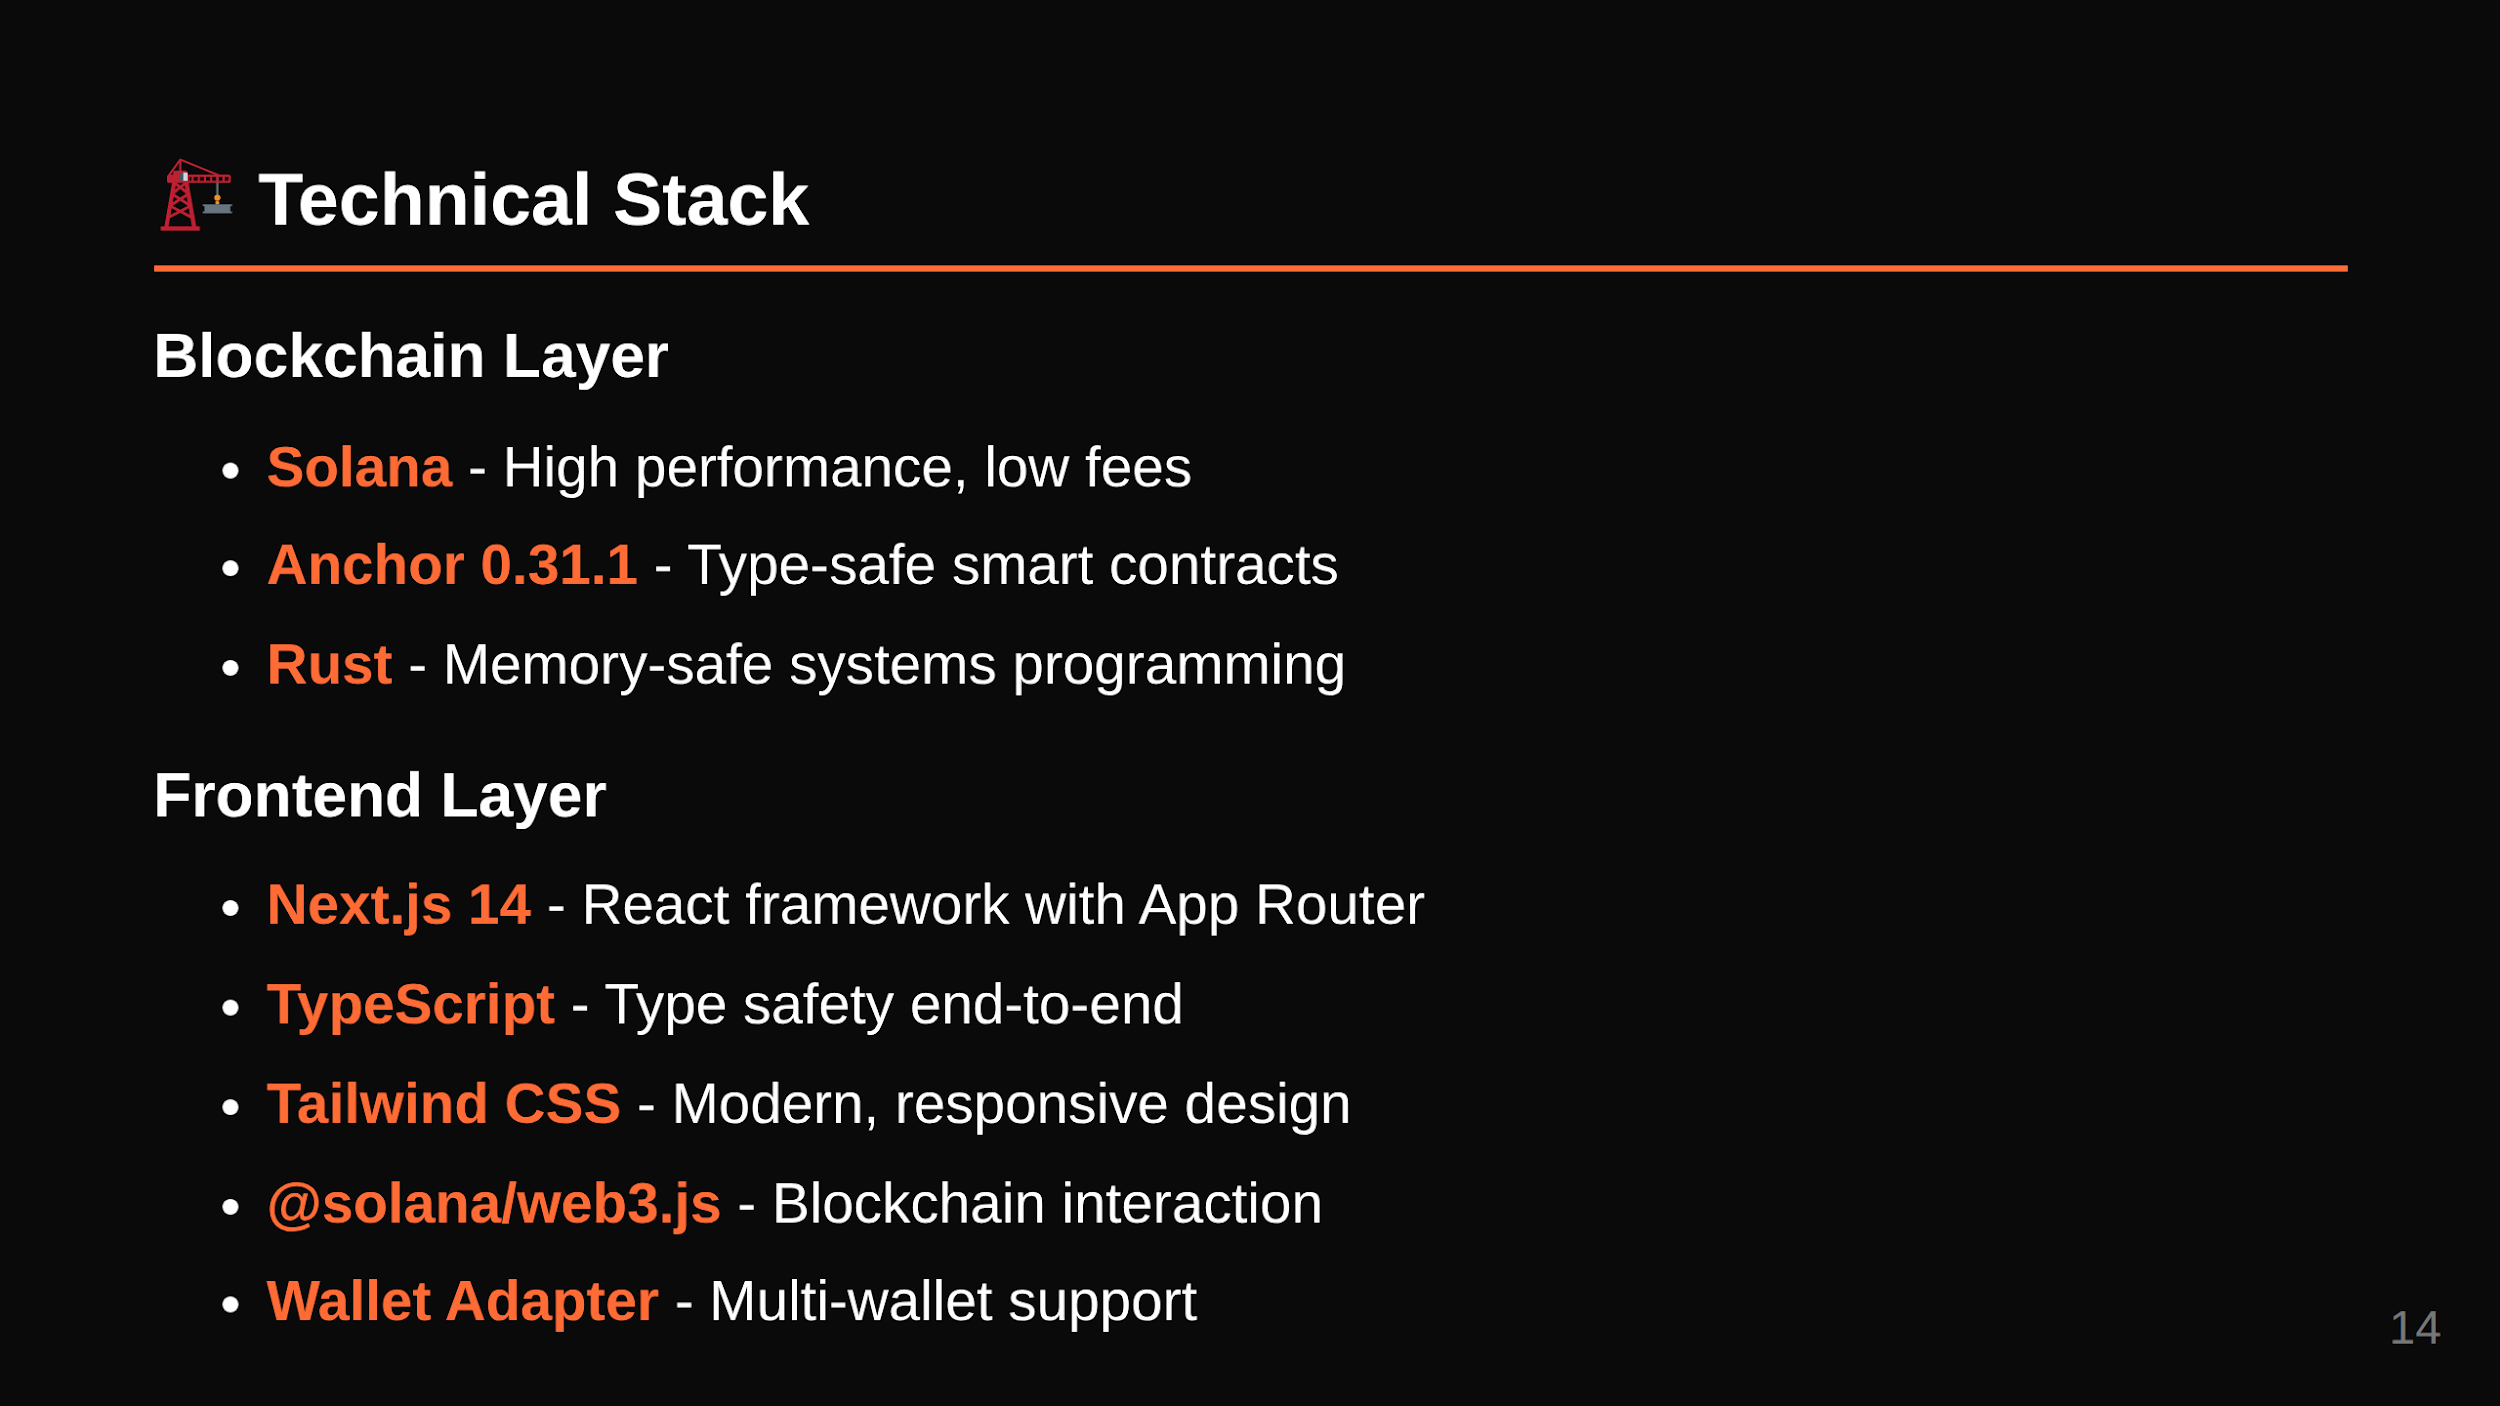 Technical Stack
Blockchain Layer
• Solana - High performance, low fees
• Anchor 0.31.1 - Type-safe smart contracts
• Rust - Memory-safe systems programming
Frontend Layer
• Next.js 14 - React framework with App Router
• TypeScript - Type safety end-to-end
• Tailwind CSS - Modern, responsive design
• @solana/web3.js - Blockchain interaction
• Wallet Adapter - Multi-wallet support
14